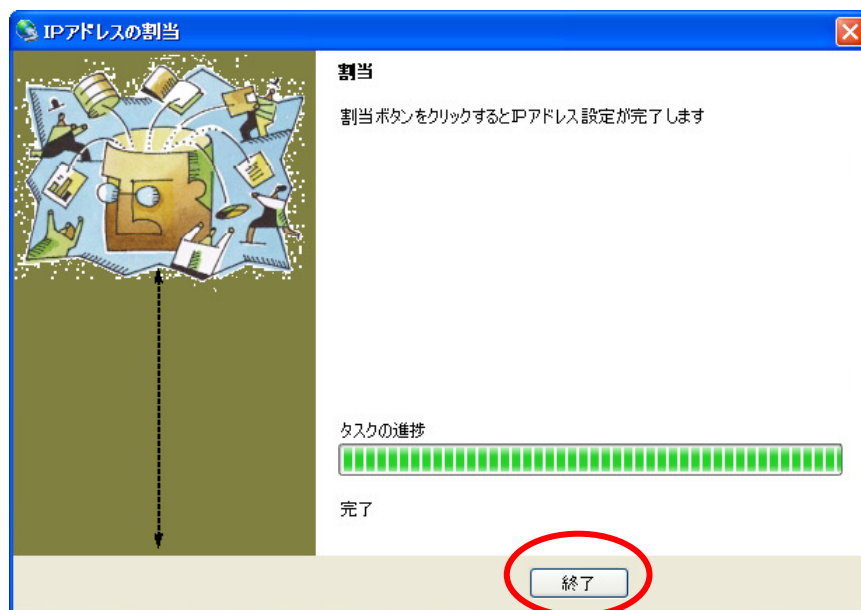 IPアドレスの割当
割当
割当ボタンをクリックするとIPアドレス設定が完了します
タスクの進捗
完了
終了